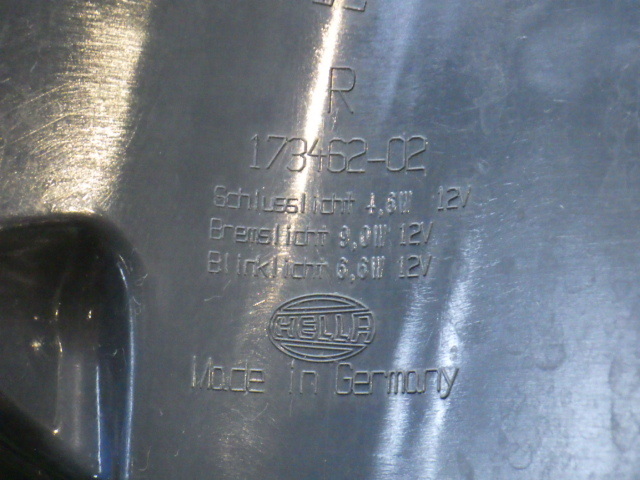 R
173462-02
Schlusslicht 4,6W 12V
Bremslicht 9,0W 12V
Blinklicht 6,6W 12V
HELLA
Made in Germany